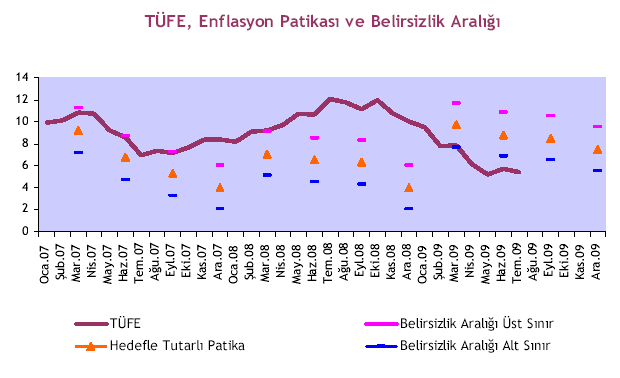 TÜFE, Enflasyon Patikası ve Belirsizlik Aralığı
14
12
10
8
6
4
2
0
Oca.07
Şub.07
Mar.07
Nis.07
May.07
Haz.07
Tem.07
Ağu.07
Eyl.07
Eki.07
Kas.07
Ara.07
Oca.08
Şub.08
Mar.08
Nis.08
May.08
Haz.08
Tem.08
Ağu.08
Eyl.08
Eki.08
Kas.08
Ara.08
Oca.09
Şub.09
Mar.09
Nis.09
May.09
Haz.09
Tem.09
Ağu.09
Eyl.09
Eki.09
Kas.09
Ara.09
TÜFE
Belirsizlik Aralığı Üst Sınır
Hedefle Tutarlı Patika
Belirsizlik Aralığı Alt Sınır